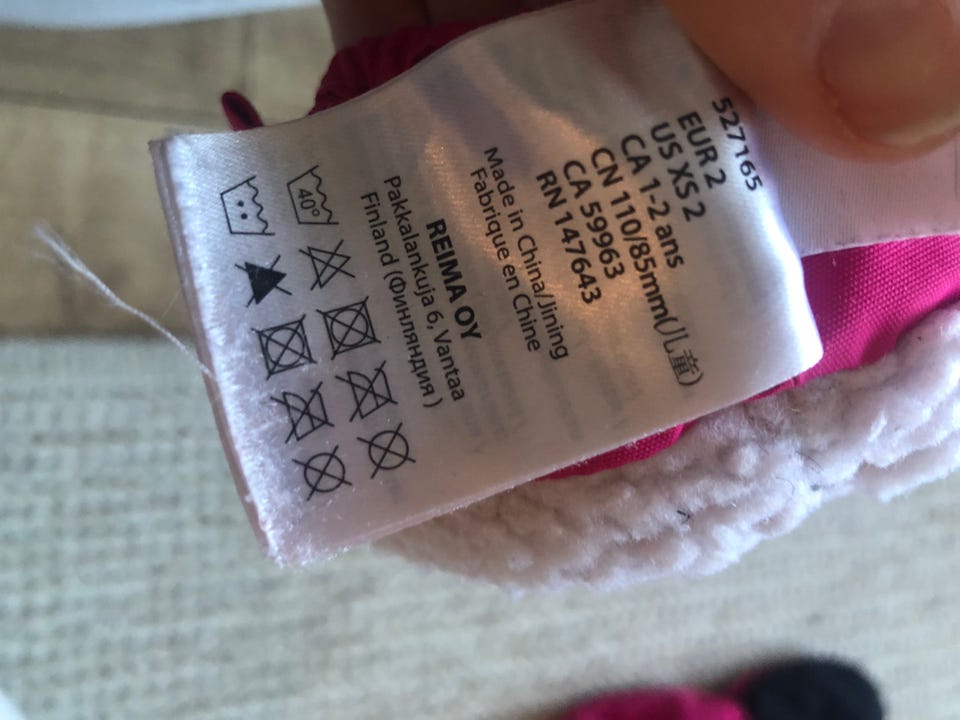 527165
EUR 2
US XS 2
CA 1-2 ans
CN 110/85mm(儿童)
CA 59963
RN 147643
Made in China/Jining
Fabrique en Chine
REIMA OY
Pakkalankuja 6, Vantaa
Finland (Финляндия)
40°